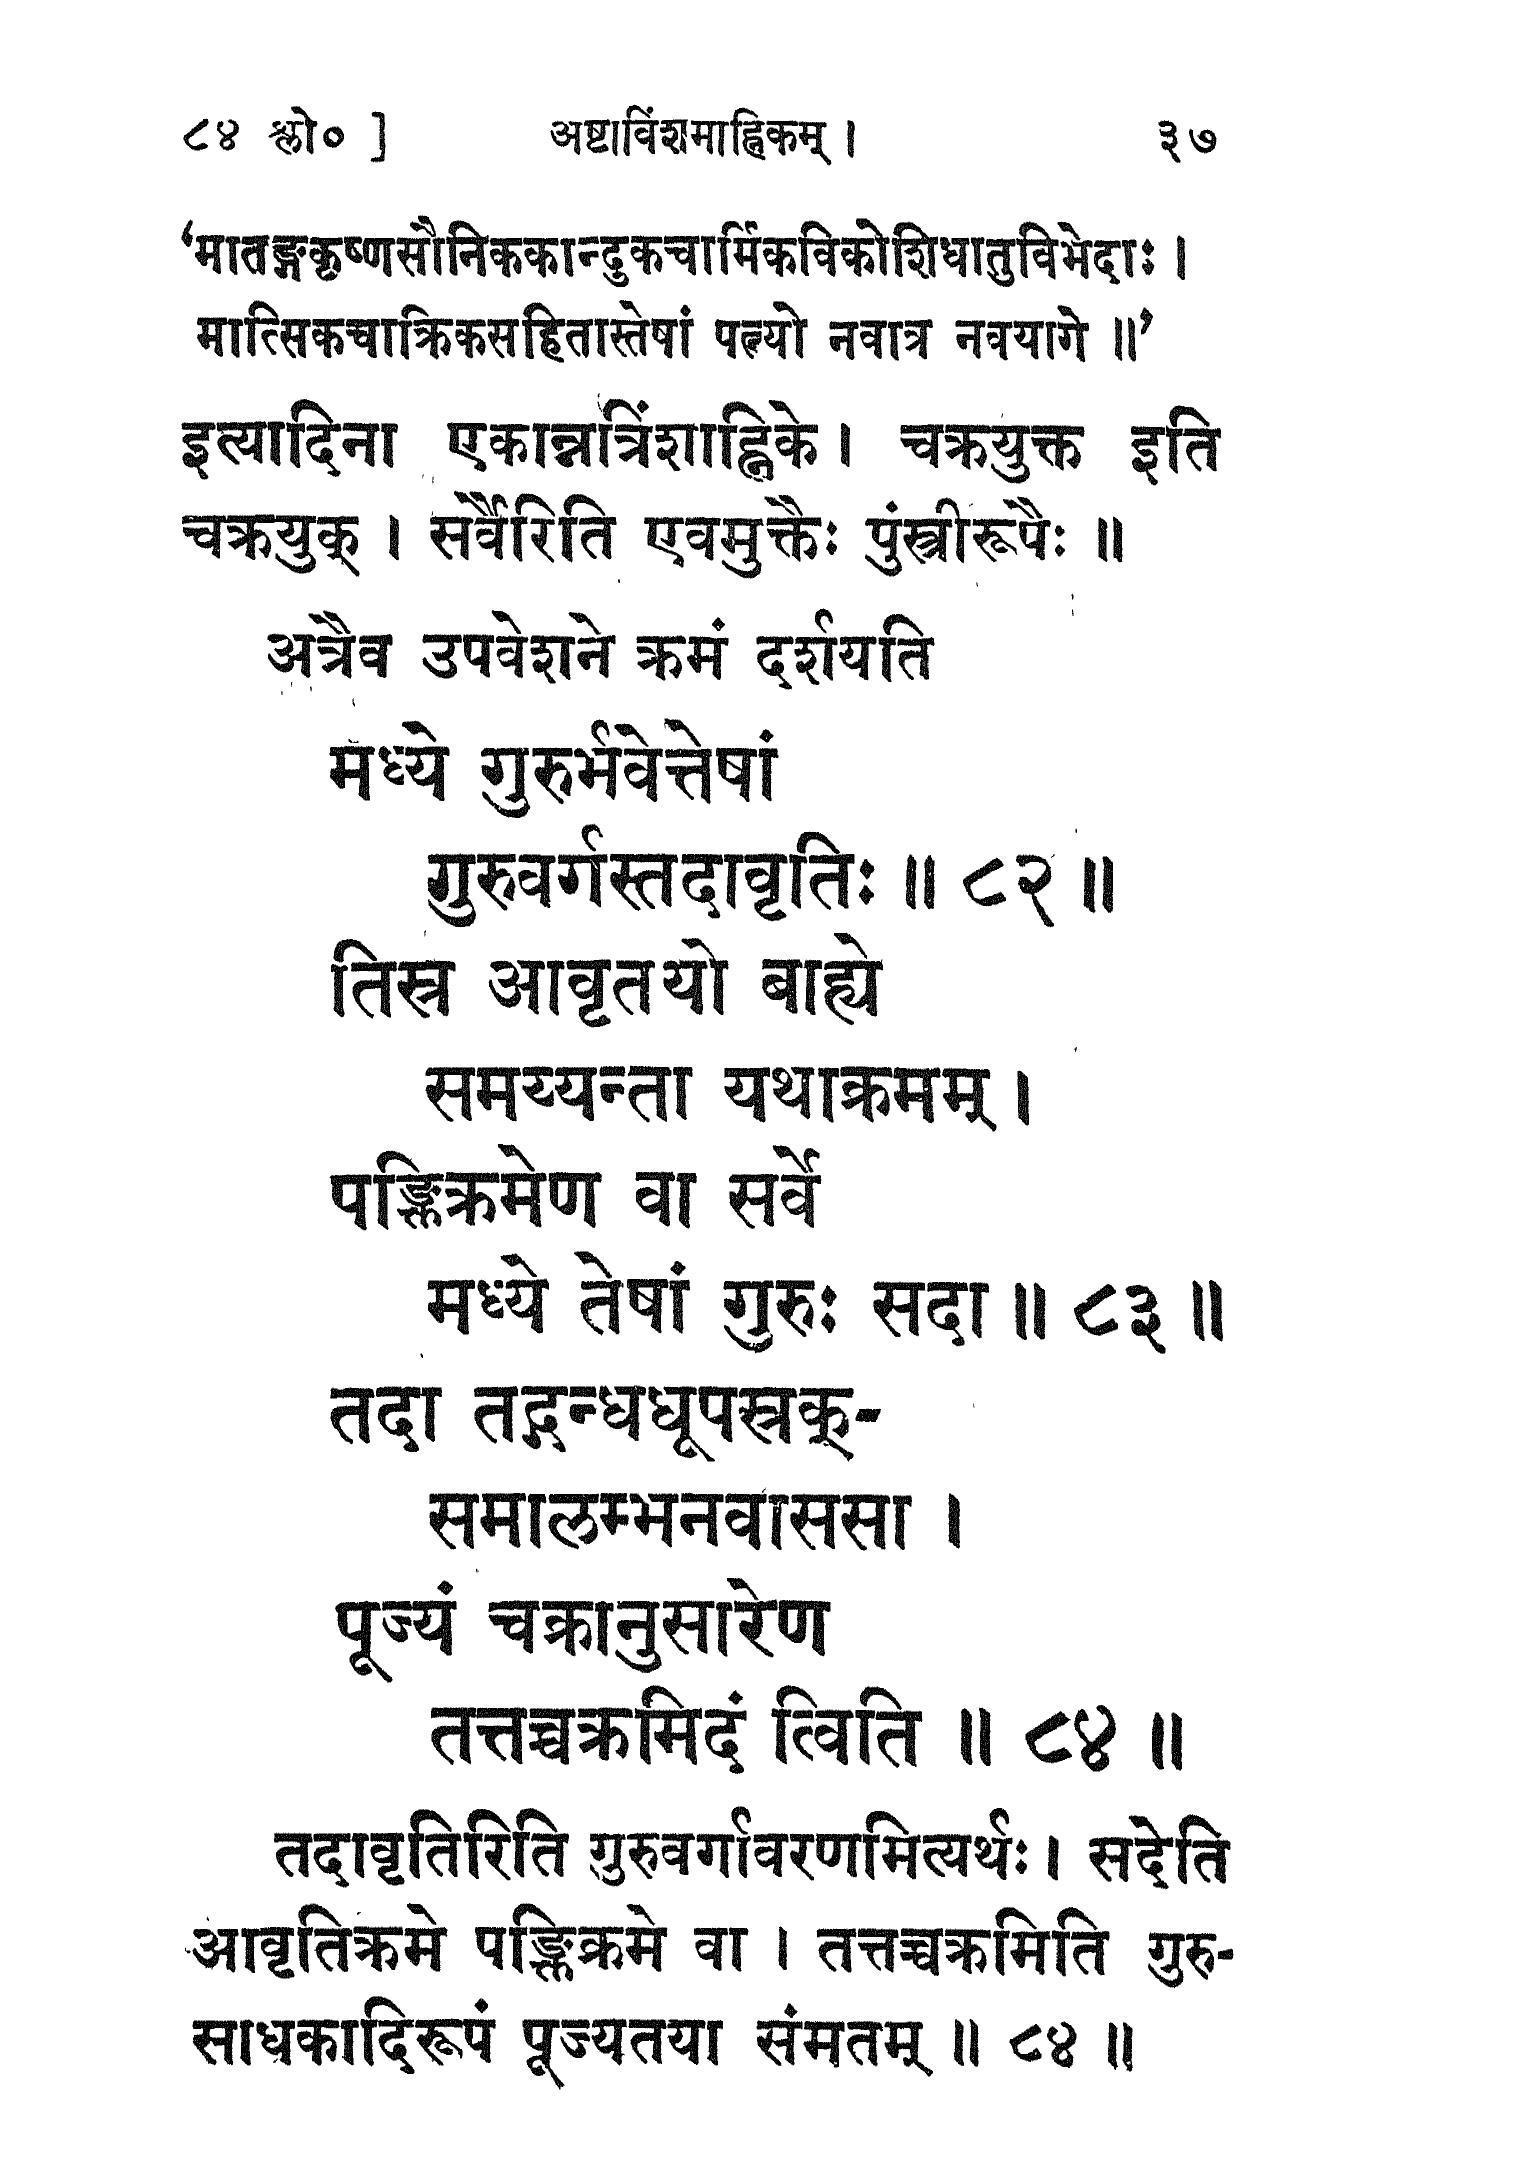 ८४ श्लो० ] अष्टाविंशमाह्निकम् । ३७
‘मातङ्गकृष्णसौनिककान्दुकचार्मिकविकोशिधातुविभेदाः ।
मात्सिकचाक्रिकसहितास्तेषां पत्न्यो नवात्र नवयागे ॥’
इत्यादिना एकान्नत्रिंशाह्निके । चक्रयुक्त इति
चक्रयुक् । सर्वैरिति एवमुक्तैः पुंस्त्रीरूपैः ॥
अत्रैव उपवेशने क्रमं दर्शयति
मध्ये गुरुर्भवेत्तेषां
गुरुवर्गस्तदावृतिः ॥ ८२ ॥
तिस्र आवृतयो बाह्ये
समय्यन्ता यथाक्रमम् ।
पङ्क्तिक्रमेण वा सर्वे
मध्ये तेषां गुरुः सदा ॥ ८३ ॥
तदा तद्गन्धधूपस्रक्-
समालम्भनवाससा ।
पूज्यं चक्रानुसारेण
तत्तच्चक्रमिदं त्विति ॥ ८४ ॥
तदावृतिरिति गुरुवर्गावरणमित्यर्थः । सदेति
आवृतिक्रमे पङ्क्तिक्रमे वा । तत्तच्चक्रमिति गुरु-
साधकादिरूपं पूज्यतया संमतम् ॥ ८४ ॥